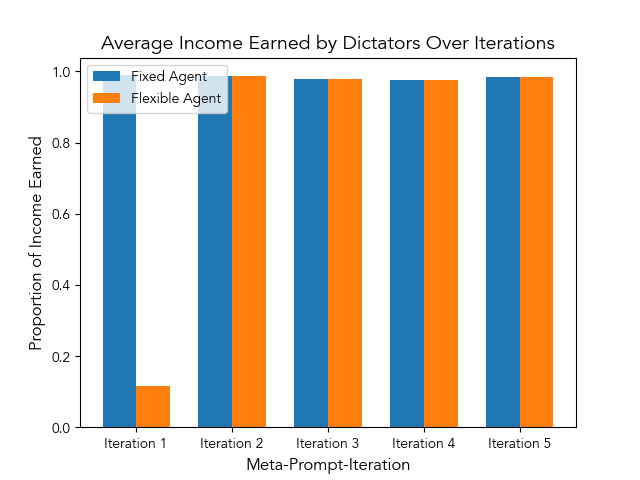 Average Income Earned by Dictators Over Iterations
Proportion of Income Earned
1.0
0.8
0.6
0.4
0.2
0.0
Fixed Agent
Flexible Agent
Iteration 1 Iteration 2 Iteration 3 Iteration 4 Iteration 5
Meta-Prompt-Iteration